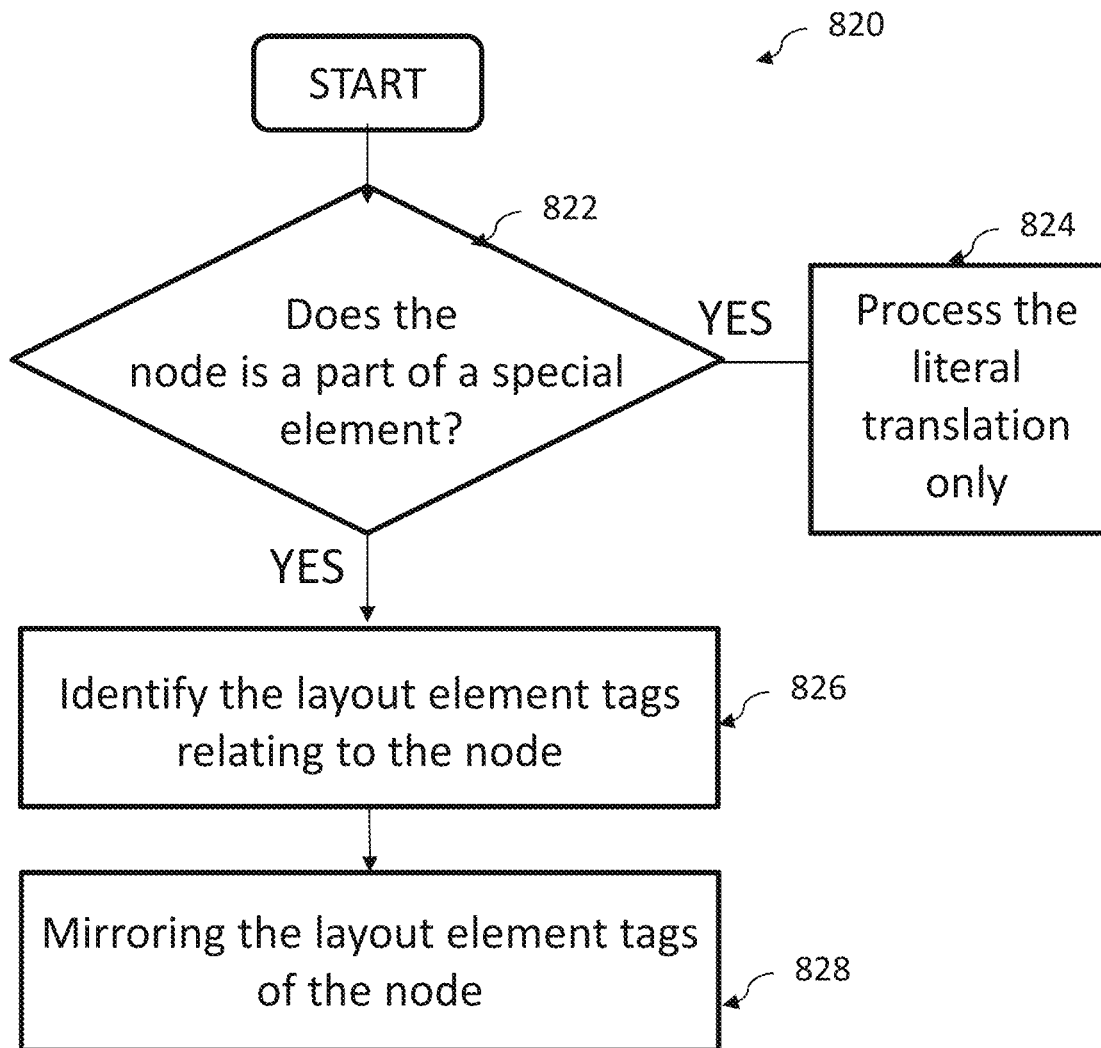 820
START
822
824
Does the
node is a part of a special
element?
YES
Process the
literal
translation
only
YES
Identify the layout element tags
relating to the node
826
Mirroring the layout element tags
of the node
828